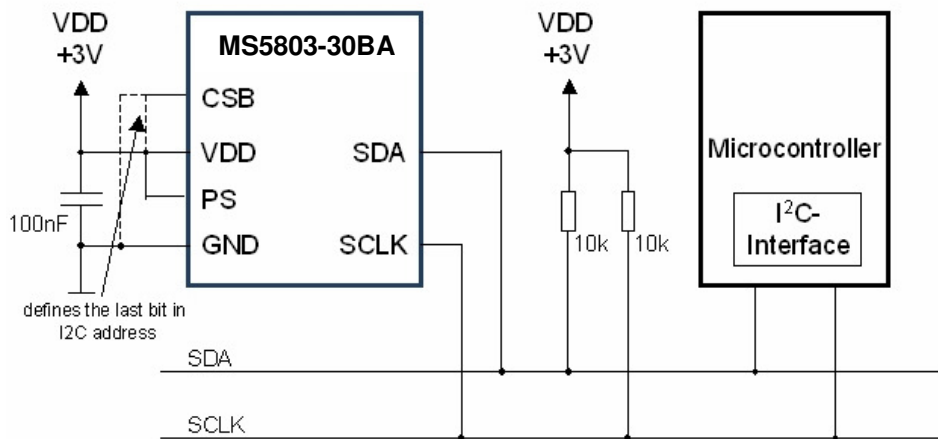 VDD
+3V
MS5803-30BA
CSB
VDD
PS
GND
SDA
SCLK
100nF
defines the last bit in
I2C address
VDD
+3V
10k
10k
Microcontroller
I²C-
Interface
SDA
SCLK